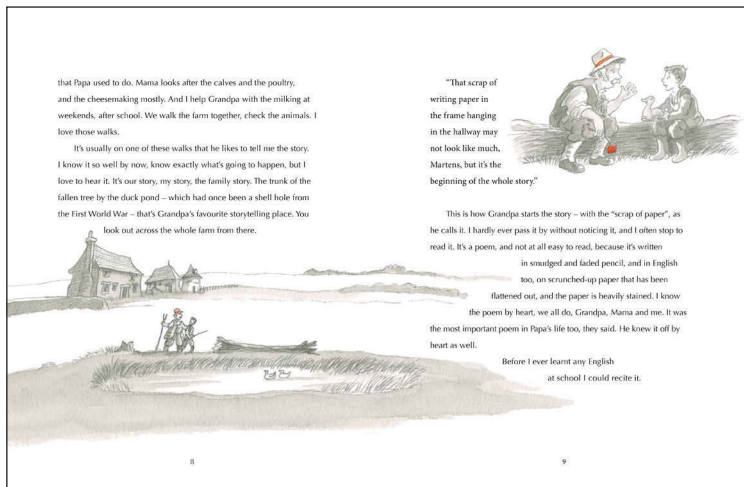 that Papa used to do. Mama looks after the calves and the poultry,
and the cheesemaking mostly. And I help Grandpa with the milking at
weekends, after school. We walk the farm together, check the animals. I
love those walks.
It's usually on one of these walks that he likes to tell me the story.
I know it so well by now, know exactly what's going to happen, but I
love to hear it. It's our story, my story, the family story. The trunk of the
fallen tree by the duck pond – which had once been a shell hole from
the First World War – that's Grandpa's favourite storytelling place. You
look out across the whole farm from there.
8
“That scrap of
writing paper in
the frame hanging
in the hallway may
not look like much,
Martens, but it's the
beginning of the whole story.”
This is how Grandpa starts the story – with the “scrap of paper”, as
he calls it. I hardly ever pass it by without noticing it, and I often stop to
read it. It's a poem, and not at all easy to read, because it's written
in smudged and faded pencil, and in English
too, on scrunched-up paper that has been
flattened out, and the paper is heavily stained. I know
the poem by heart, we all do, Grandpa, Mama and me. It was
the most important poem in Papa's life too, they said. He knew it off by
heart as well.
Before I ever learnt any English
at school I could recite it.
9